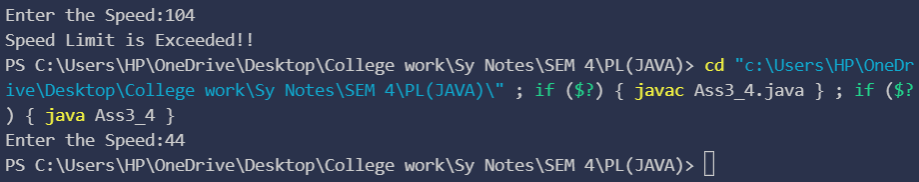 Enter the Speed:104
Speed Limit is Exceeded!!
PS C:\Users\HP\OneDrive\Desktop\College work\Sy Notes\SEM 4\PL(JAVA)> cd "c:\Users\HP\OneDr
ive\Desktop\College work\Sy Notes\SEM 4\PL(JAVA)\" ; if ($?) { javac Ass3_4.java } ; if ($?
) { java Ass3_4 }
Enter the Speed:44
PS C:\Users\HP\OneDrive\Desktop\College work\Sy Notes\SEM 4\PL(JAVA)>